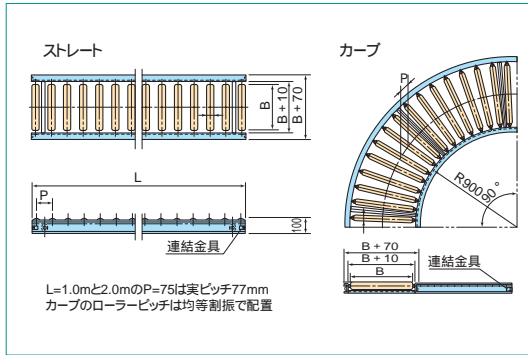 ストレート
B
B+10
B+70
L
P
100
連結金具
L=1.0mと2.0mのP=75は実ピッチ77mm
カーブのローラーピッチは均等割振で配置
カーブ
P
R900
90°
B+70
B+10
B
連結金具